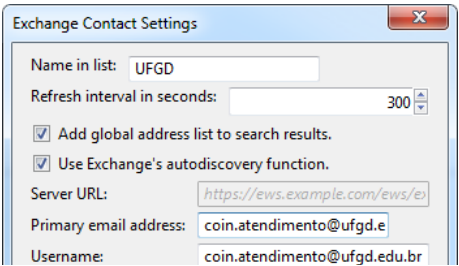 Exchange Contact Settings
Name in list: UFGD
Refresh interval in seconds: 300
Add global address list to search results.
Use Exchange's autodiscovery function.
Server URL: https://ews.example.com/ews/ex
Primary email address: coin.atendimento@ufgd.e
Username: coin.atendimento@ufgd.edu.br